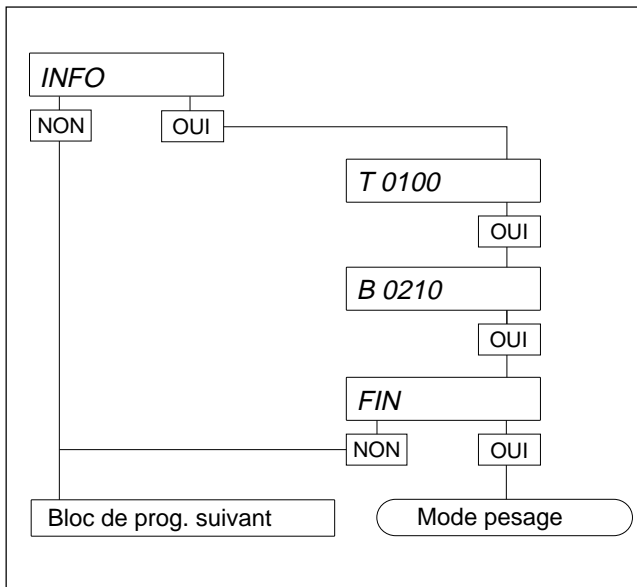 INFO
NON OUI
T 0100
OUI
B 0210
OUI
FIN
NON OUI
Bloc de prog. suivant Mode pesage